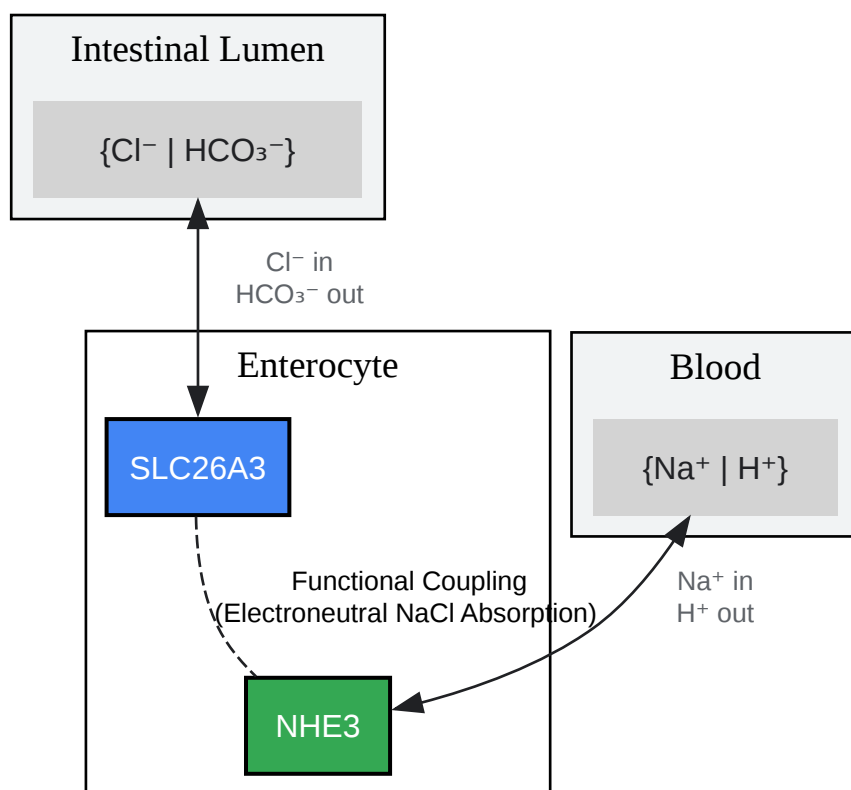 Intestinal Lumen
{Cl⁻ | HCO₃⁻}
Cl⁻ in
HCO₃⁻ out
Enterocyte
SLC26A3
Blood
{Na⁺ | H⁺}
Functional Coupling
(Electroneutral NaCl Absorption)
Na⁺ in
H⁺ out
NHE3